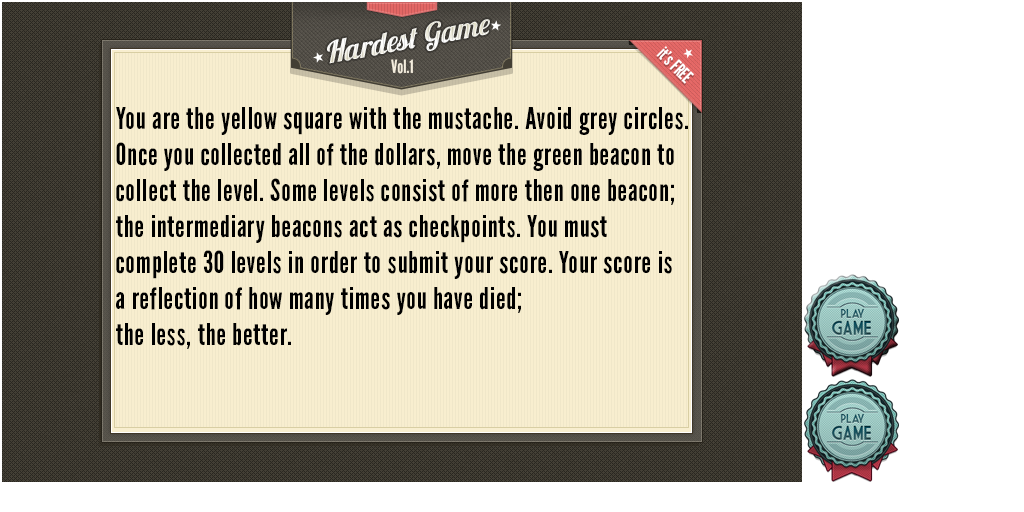 Hardest Game
Vol.1
it's FREE
You are the yellow square with the mustache. Avoid grey circles.
Once you collected all of the dollars, move the green beacon to
collect the level. Some levels consist of more then one beacon;
the intermediary beacons act as checkpoints. You must
complete 30 levels in order to submit your score. Your score is
a reflection of how many times you have died;
the less, the better.
PLAY
GAME
PLAY
GAME